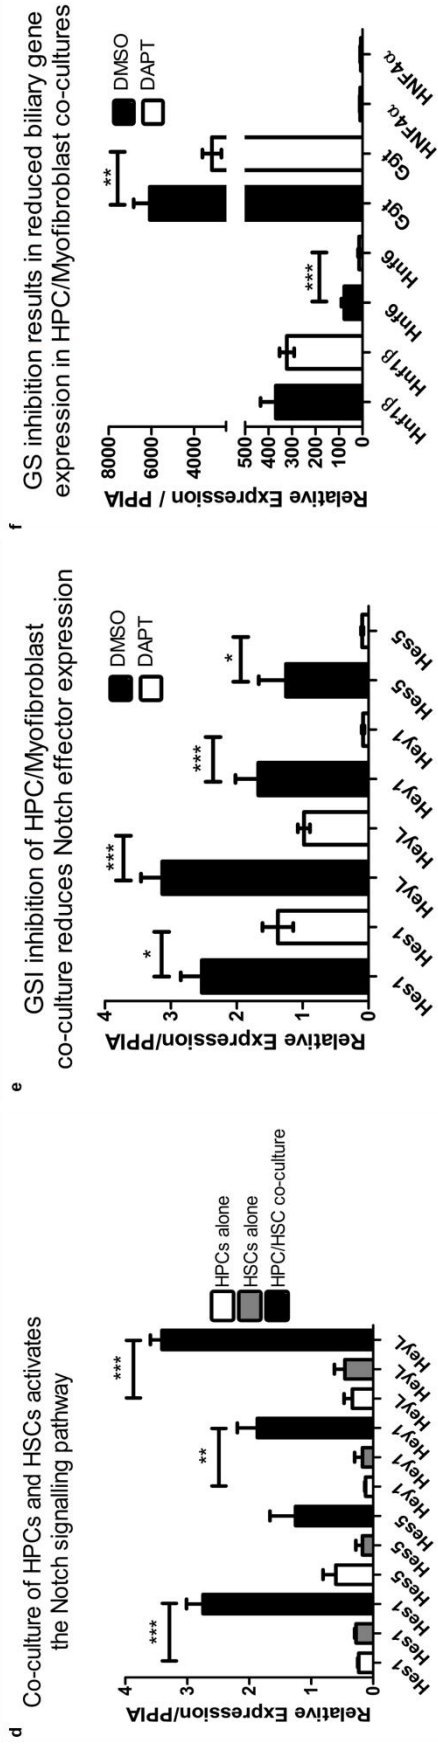 d
Co-culture of HPCs and HSCs activates
the Notch signalling pathway
Relative Expression/PPIA
4
3
2
1
0
***
**
***
HPCs alone
HSCs alone
HPC/HSC co-culture
Hes1
Hes1
Hes1
Hes5
Hes5
Hes5
Hey1
Hey1
Hey1
HeyL
HeyL
HeyL
e
GSI inhibition of HPC/Myofibroblast
co-culture reduces Notch effector expression
Relative Expression/PPIA
4
3
2
1
0
*
***
***
*
DMSO
DAPT
Hes1
Hes1
HeyL
HeyL
Hey1
Hey1
Hes5
Hes5
f
GS inhibition results in reduced biliary gene
expression in HPC/Myofibroblast co-cultures
Relative Expression / PPIA
8000
6000
4000
500
400
300
200
100
0
***
**
DMSO
DAPT
Hnf1β
Hnf1β
Hnf6
Hnf6
Ggt
Ggt
HNF4α
HNF4α